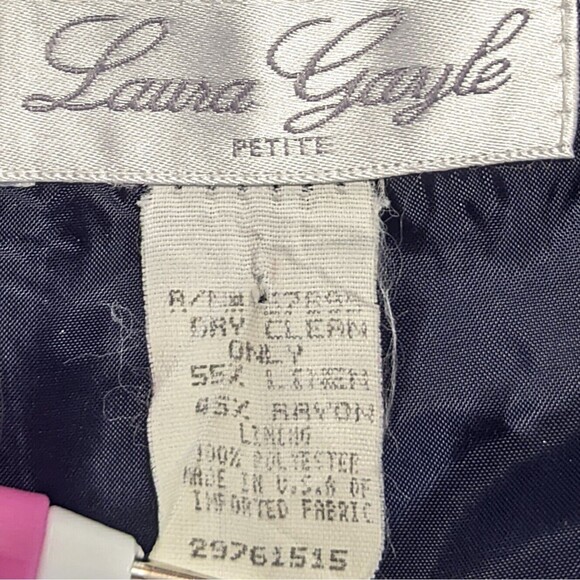 Laura Gayle
PETITE
DRY CLEAN
ONLY
55% LINEN
45% RAYON
LINING
100% POLYESTER
MADE IN U.S.A OF
IMPORTED FABRIC
29761515